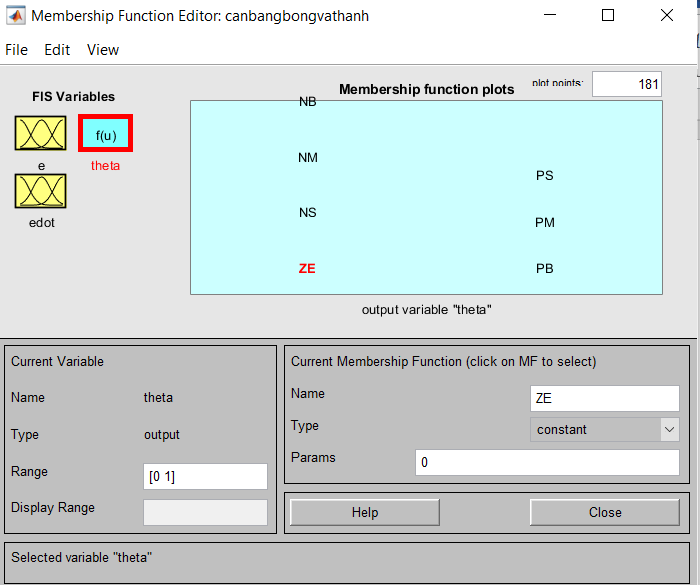 Membership Function Editor: canbangbongvathanh
File Edit View
FIS Variables
Membership function plots
plot points:
181
f(u)
e
theta
edot
NB
NM
NS
ZE
PS
PM
PB
output variable "theta"
Current Variable
Name theta
Type output
Range [0 1]
Display Range
Current Membership Function (click on MF to select)
Name ZE
Type constant
Params 0
Help Close
Selected variable "theta"